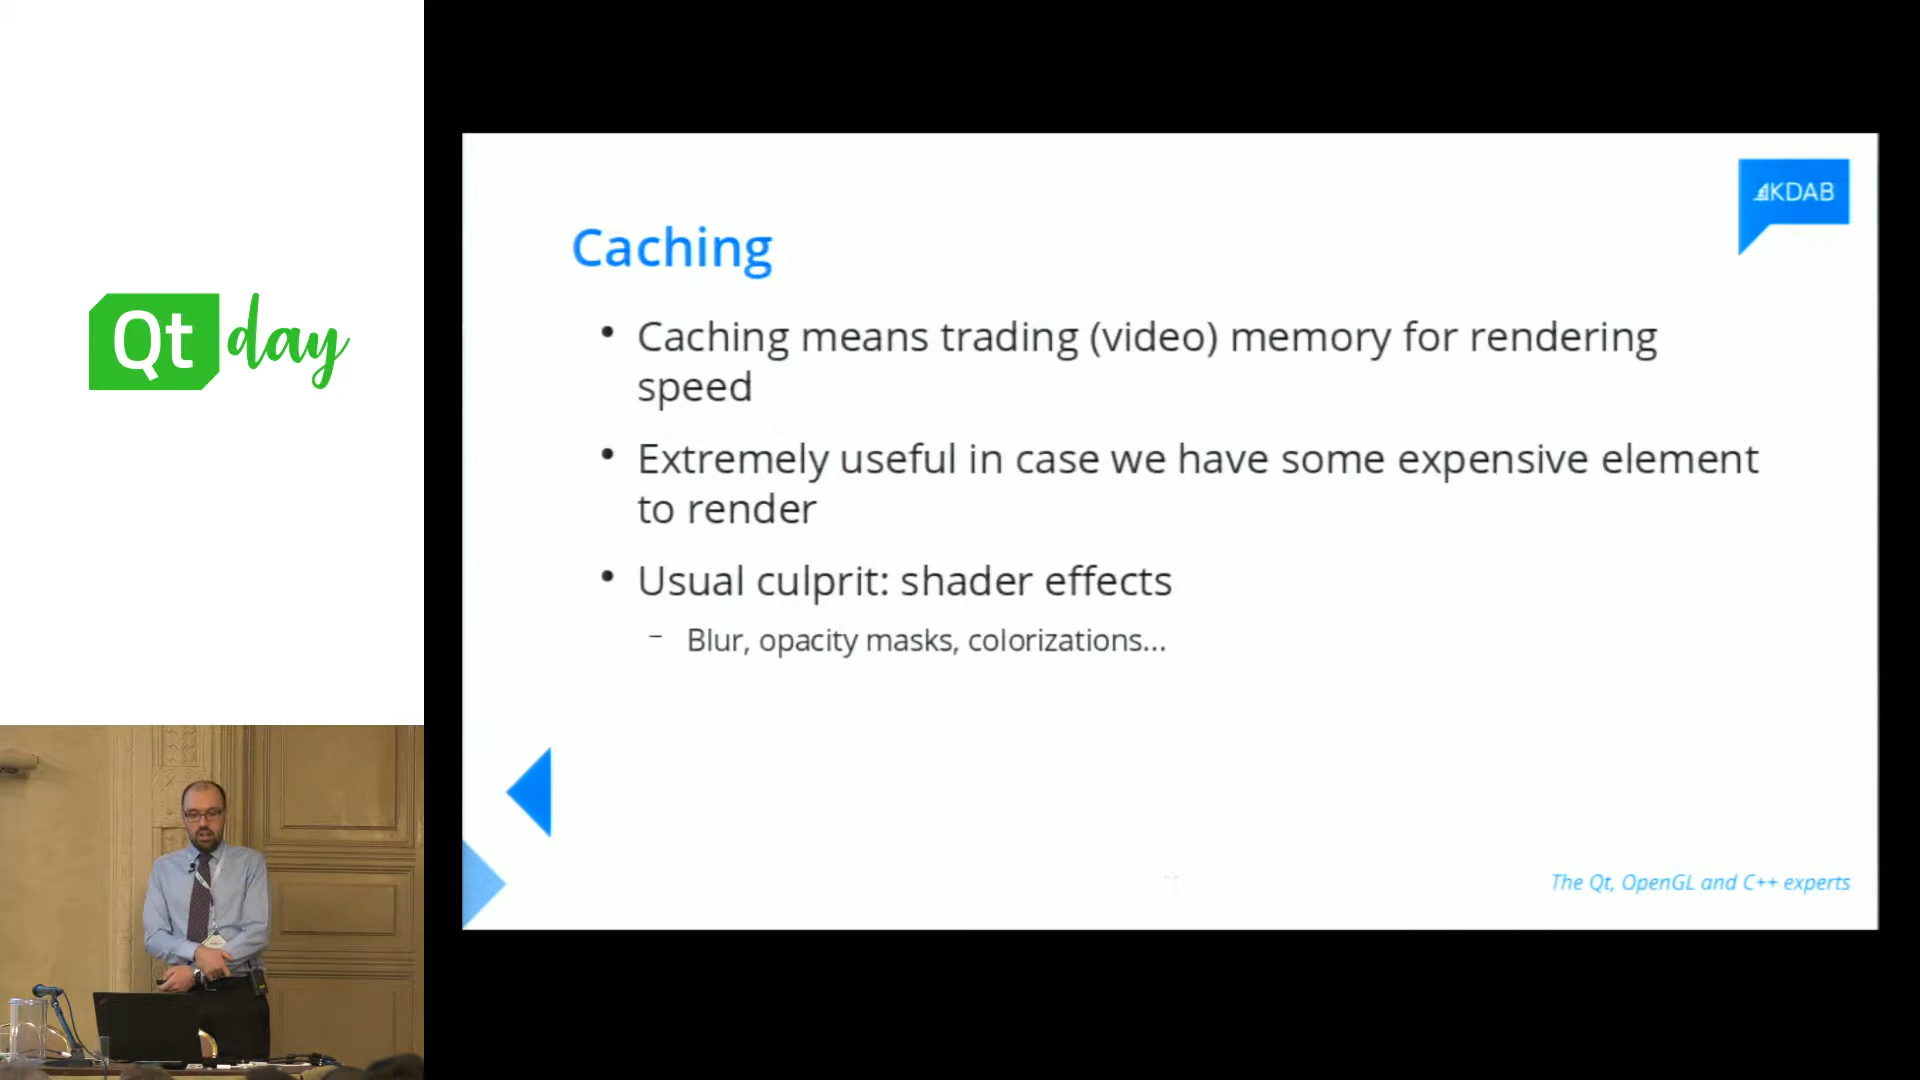 Qt day
KDAB
Caching
• Caching means trading (video) memory for rendering
speed
• Extremely useful in case we have some expensive element
to render
• Usual culprit: shader effects
– Blur, opacity masks, colorizations...
The Qt, OpenGL and C++ experts